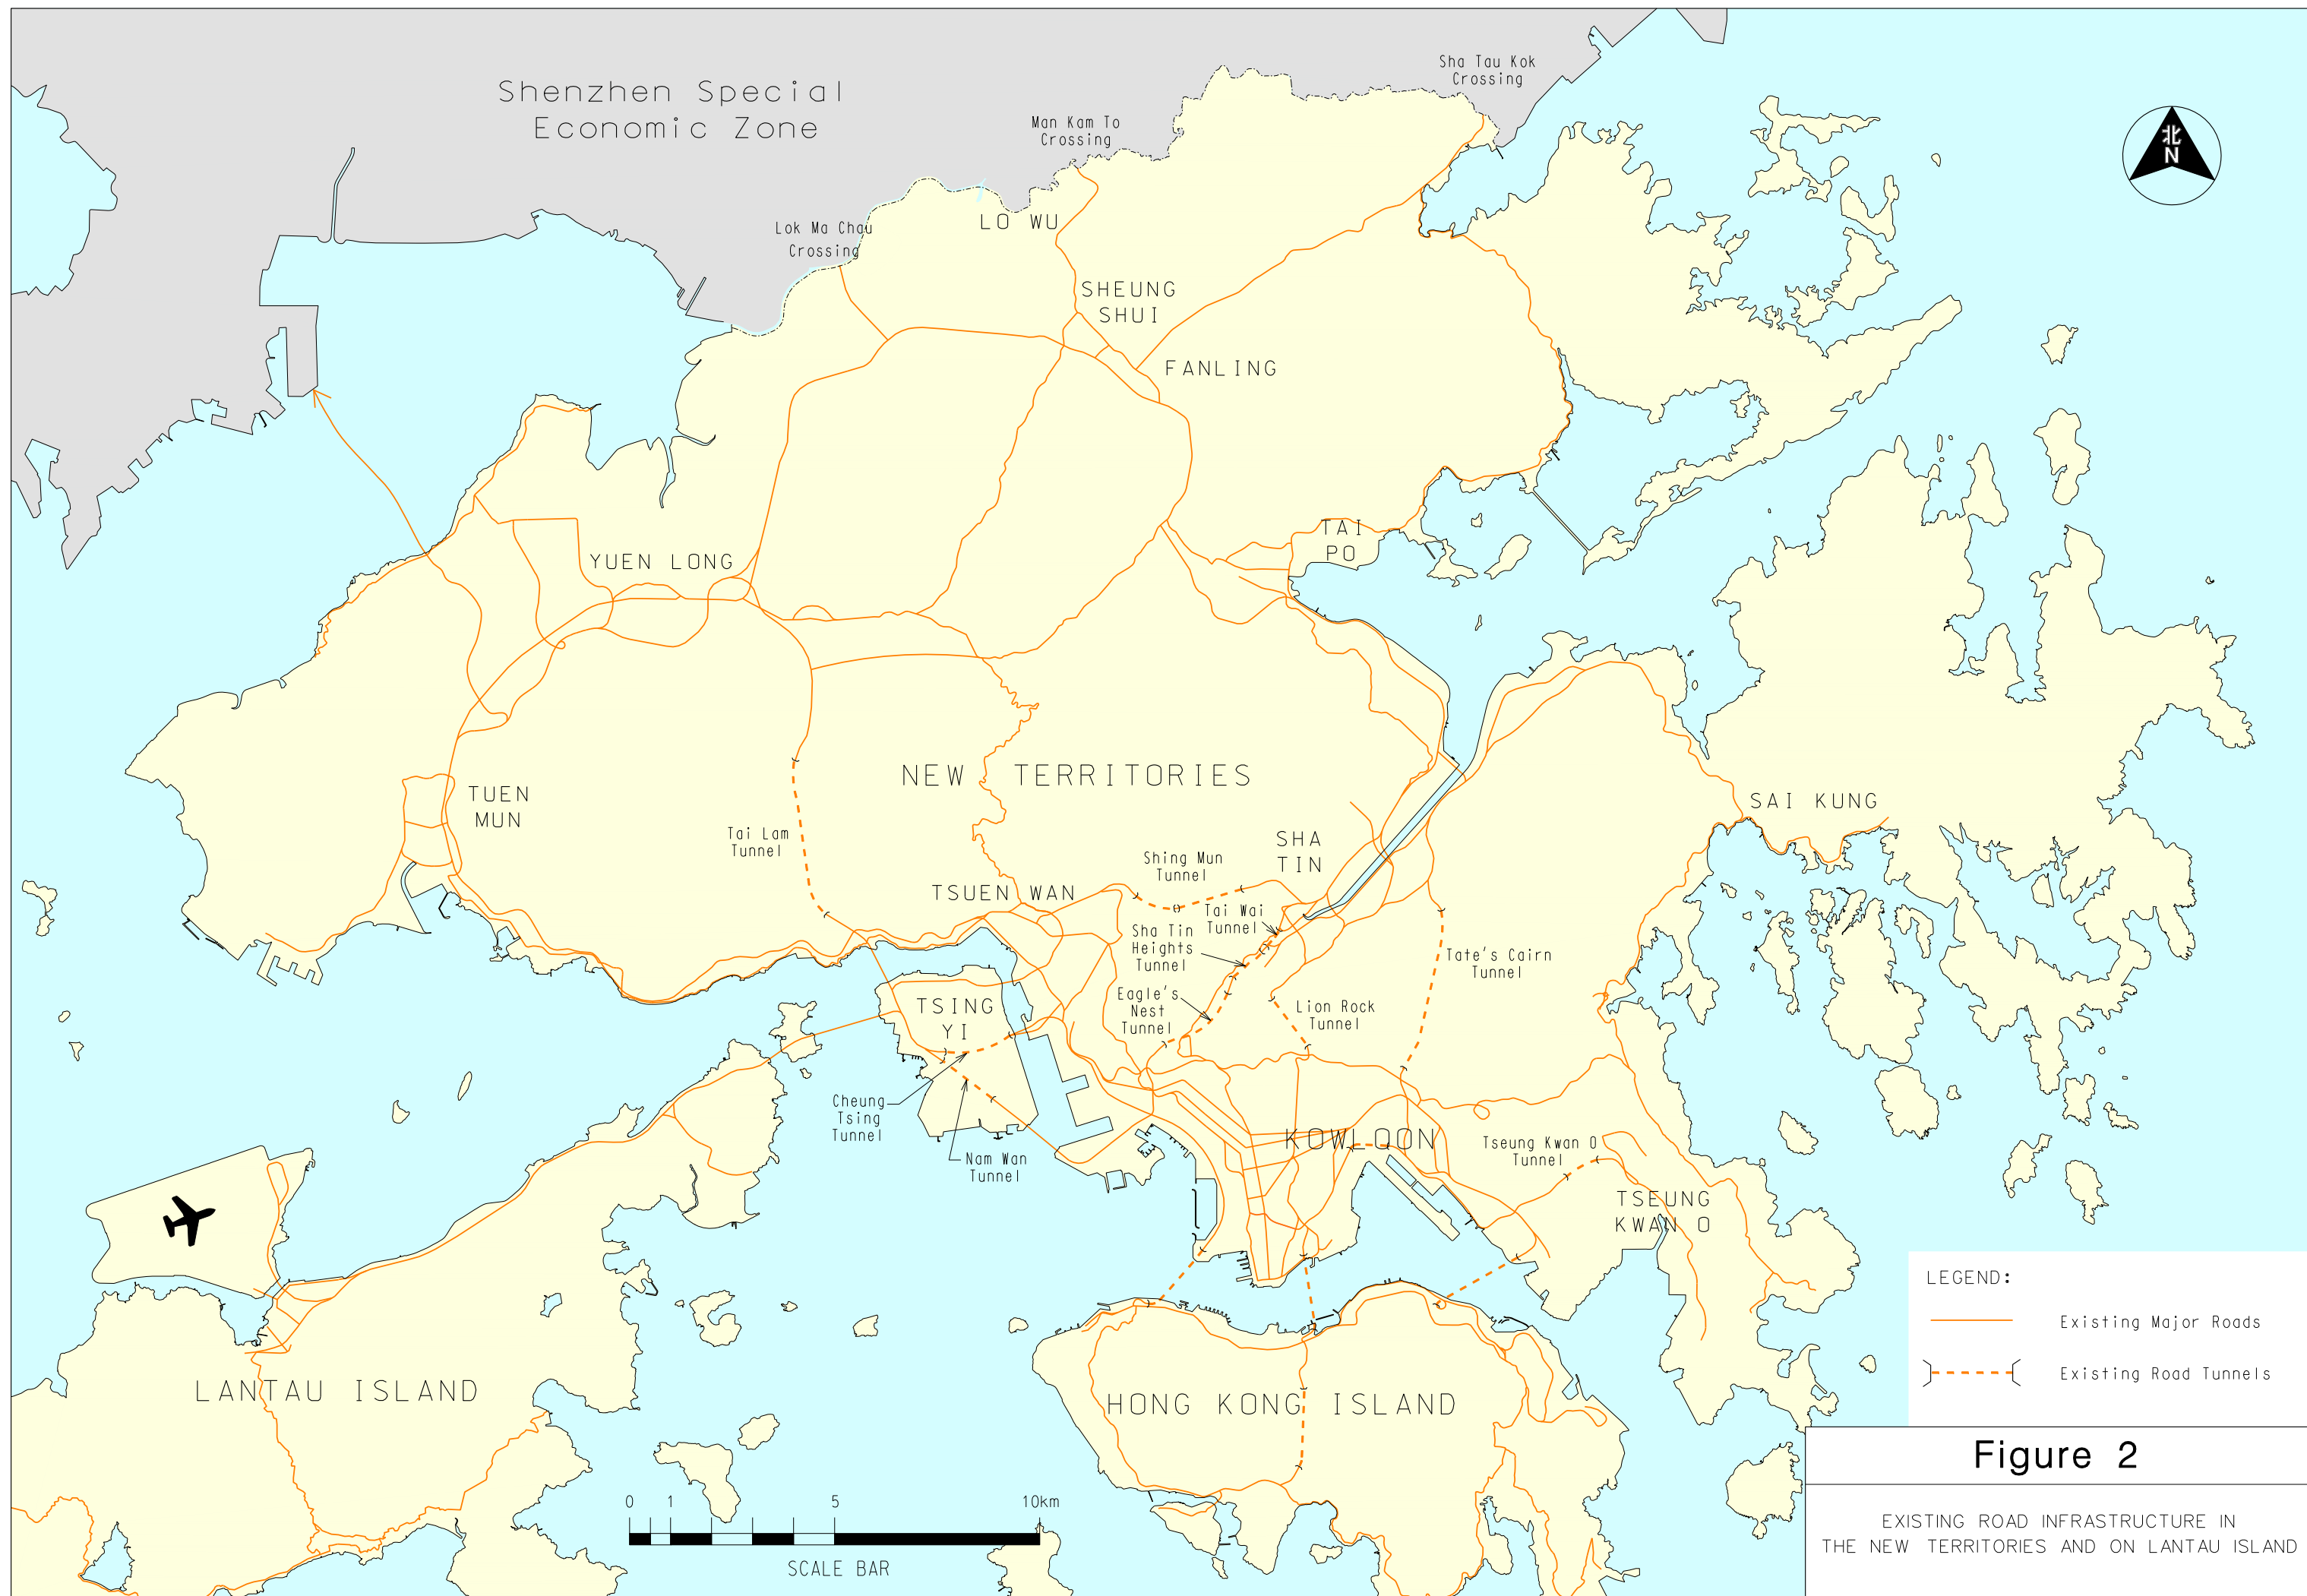 Shenzhen Special
Economic Zone
Sha Tau Kok
Crossing
Man Kam To
Crossing
北
N
LO WU
Lok Ma Chau
Crossing
SHEUNG
SHUI
FANLING
TAI
PO
YUEN LONG
NEW TERRITORIES
TUEN
MUN
SAI KUNG
Tai Lam
Tunnel
SHA
TIN
Shing Mun
Tunnel
TSUEN WAN
Tai Wai
Tunnel
Sha Tin
Heights
Tunnel
Tate's Cairn
Tunnel
Eagle's
Nest
Tunnel
Lion Rock
Tunnel
TSING
YI
Cheung
Tsing
Tunnel
KOWLOON
Tseung Kwan O
Tunnel
Nam Wan
Tunnel
TSEUNG
KWAN O
LEGEND:
Existing Major Roads
Existing Road Tunnels
LANTAU ISLAND
HONG KONG ISLAND
0 1 5 10km
SCALE BAR
Figure 2
EXISTING ROAD INFRASTRUCTURE IN
THE NEW TERRITORIES AND ON LANTAU ISLAND